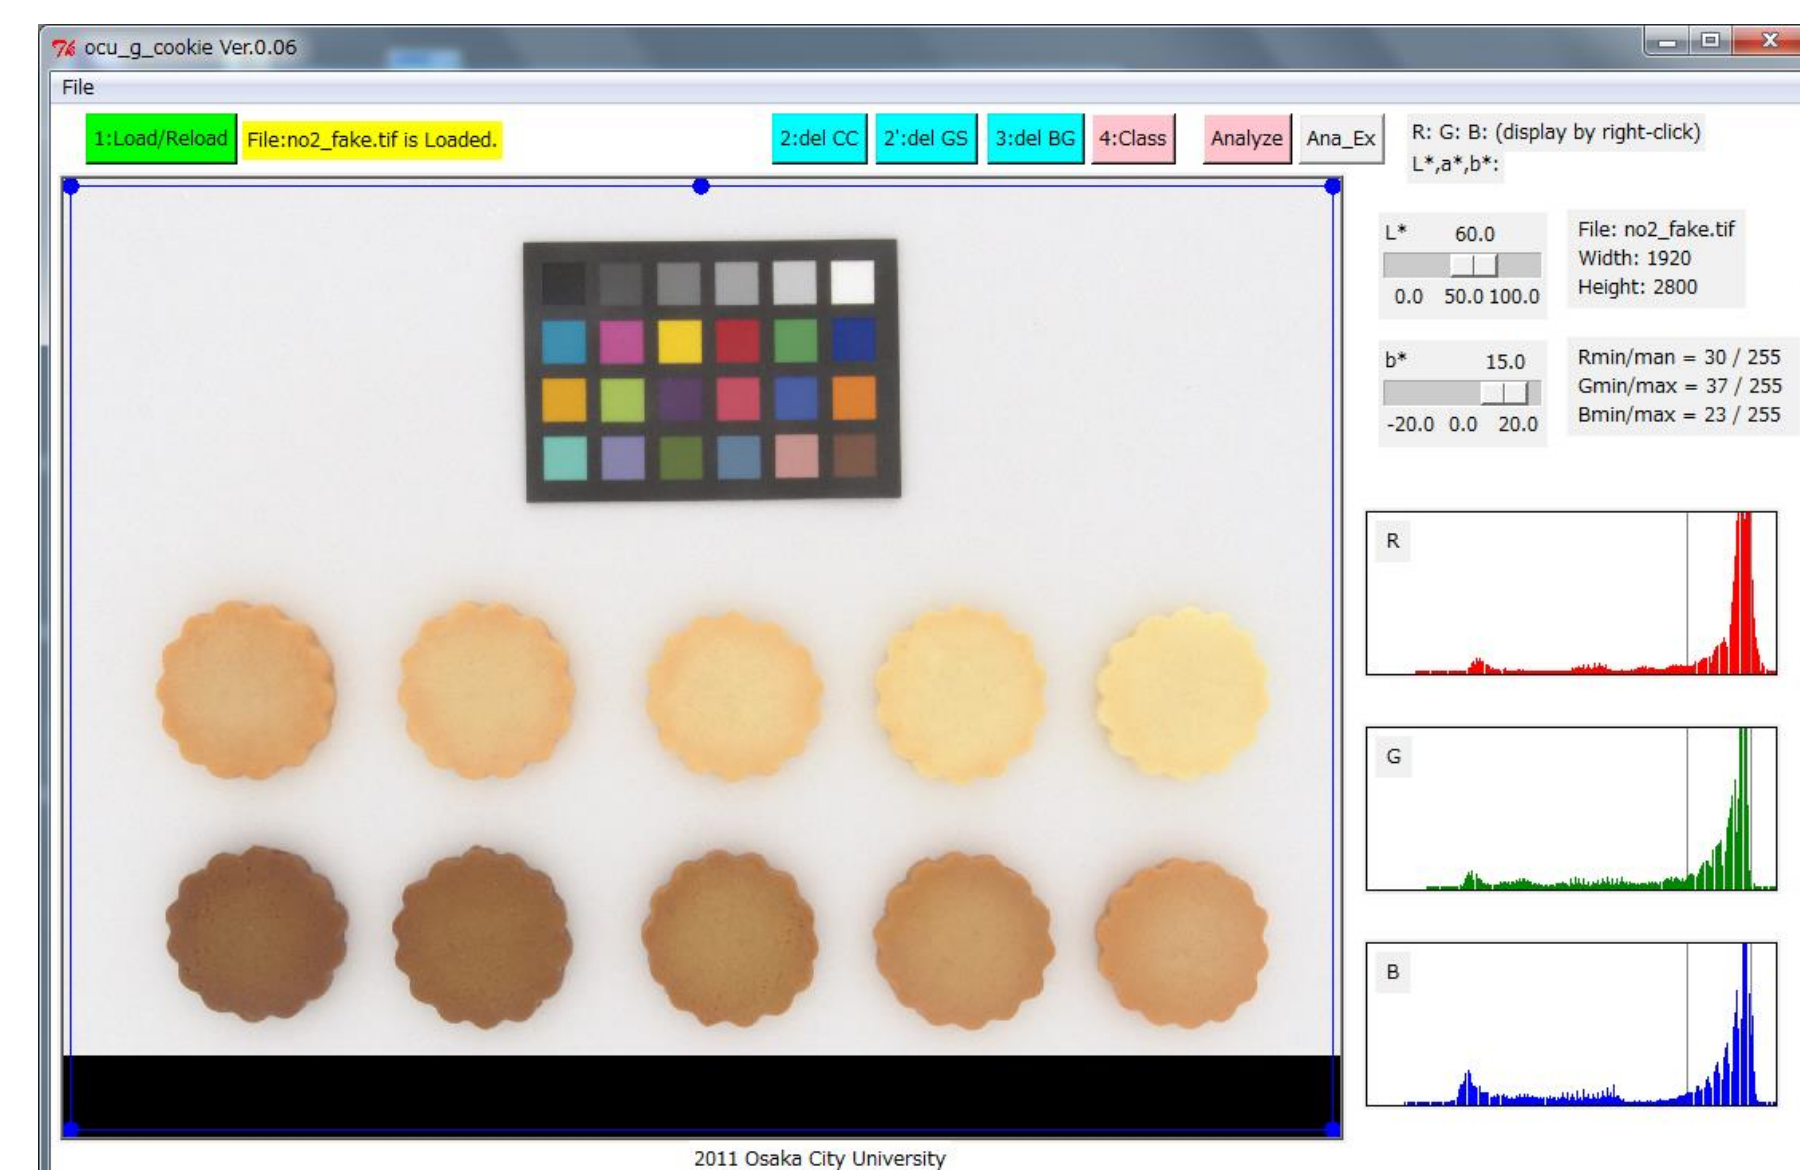 ocu_g_cookie Ver.0.06
File
1:Load/Reload File:no2_fake.tif is Loaded. 2:del CC 2':del GS 3:del BG 4:Class Analyze Ana_Ex R: G: B: (display by right-click)
L*,a*,b*:
L* 60.0
0.0 50.0 100.0
File: no2_fake.tif
Width: 1920
Height: 2800
b* 15.0
-20.0 0.0 20.0
Rmin/man = 30 / 255
Gmin/max = 37 / 255
Bmin/max = 23 / 255
R
G
B
2011 Osaka City University